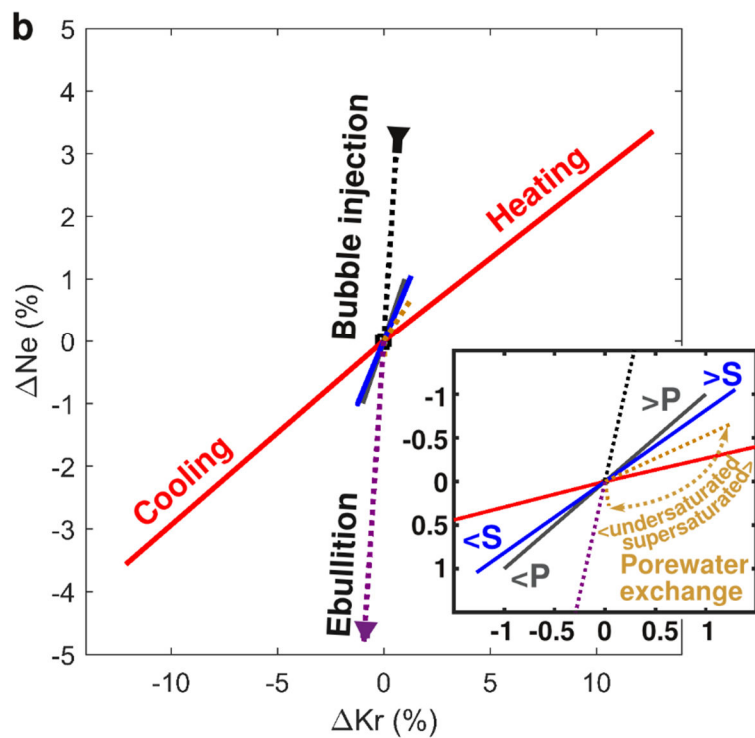 b
5
4
3
2
1
0
-1
-2
-3
-4
-5
ΔNe (%)
-10
-5
0
5
10
ΔKr (%)
Bubble injection
Heating
Cooling
Ebullition
-1
-0.5
0
0.5
1
-1
-0.5
0
0.5
1
>S
>P
<S
<P
<undersaturated
supersaturated>
Porewater
exchange